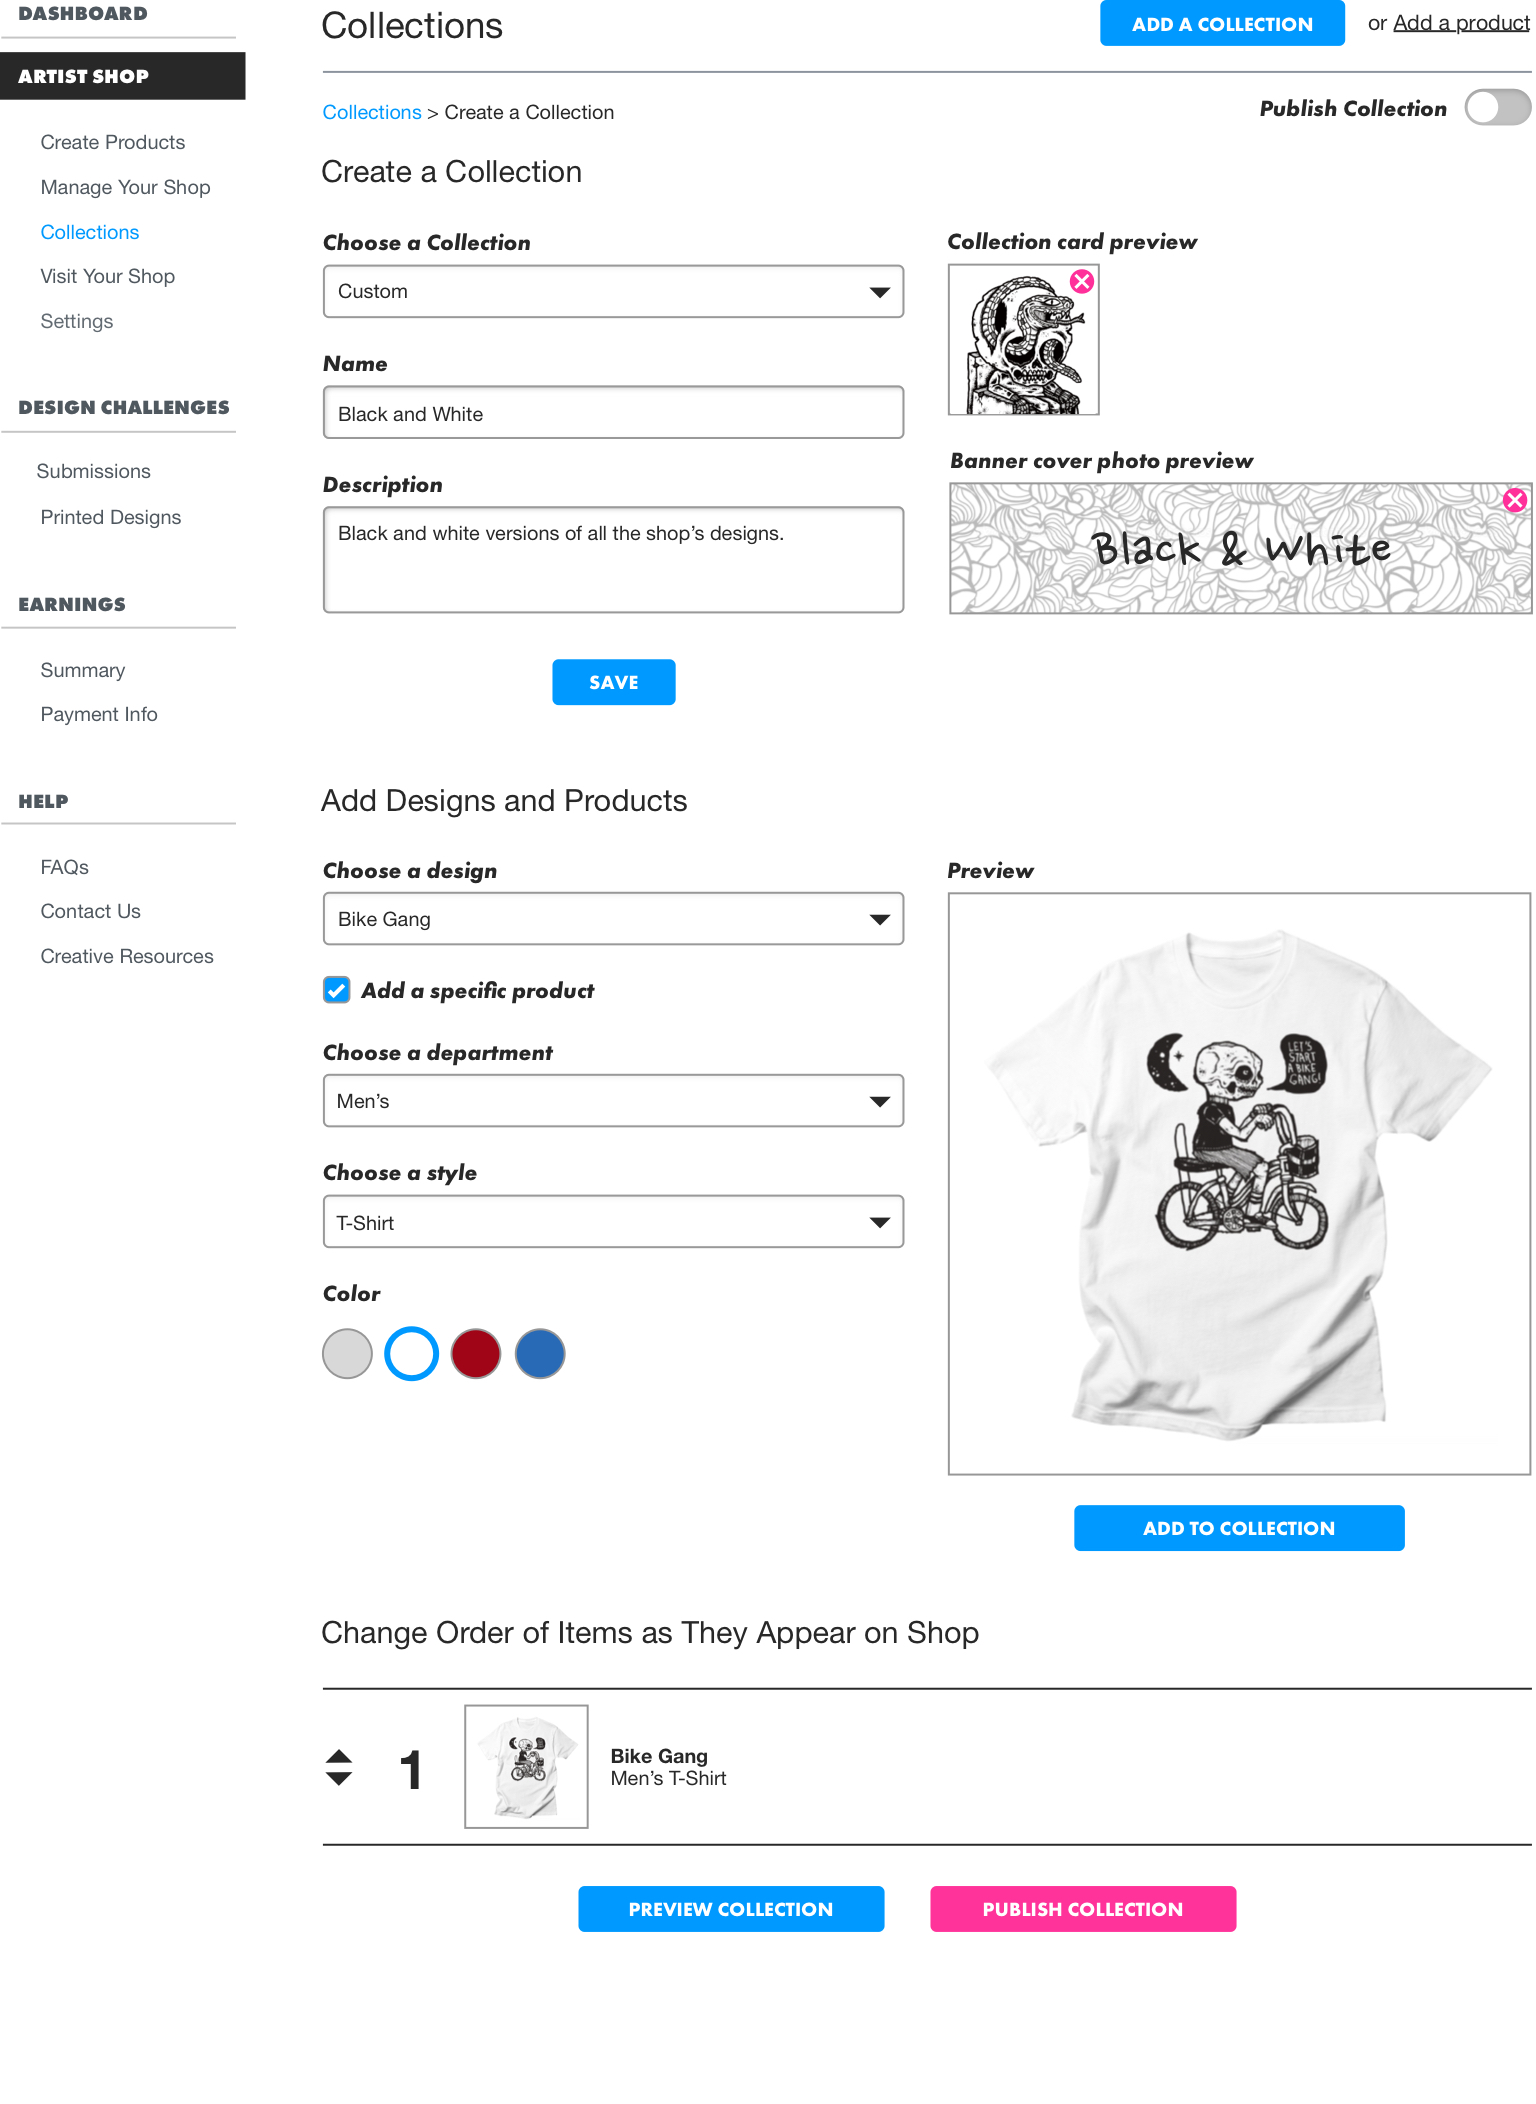 DASHBOARD
ARTIST SHOP
Create Products
Manage Your Shop
Collections
Visit Your Shop
Settings
DESIGN CHALLENGES
Submissions
Printed Designs
EARNINGS
Summary
Payment Info
HELP
FAQs
Contact Us
Creative Resources
Collections
ADD A COLLECTION
or Add a product
Collections > Create a Collection
Publish Collection
Create a Collection
Choose a Collection
Custom
Name
Black and White
Description
Black and white versions of all the shop’s designs.
SAVE
Collection card preview
Banner cover photo preview
Black & White
Add Designs and Products
Choose a design
Bike Gang
Add a specific product
Choose a department
Men’s
Choose a style
T-Shirt
Color
Preview
LET'S
START
A BIKE
GANG!
ADD TO COLLECTION
Change Order of Items as They Appear on Shop
1
Bike Gang
Men’s T-Shirt
PREVIEW COLLECTION
PUBLISH COLLECTION